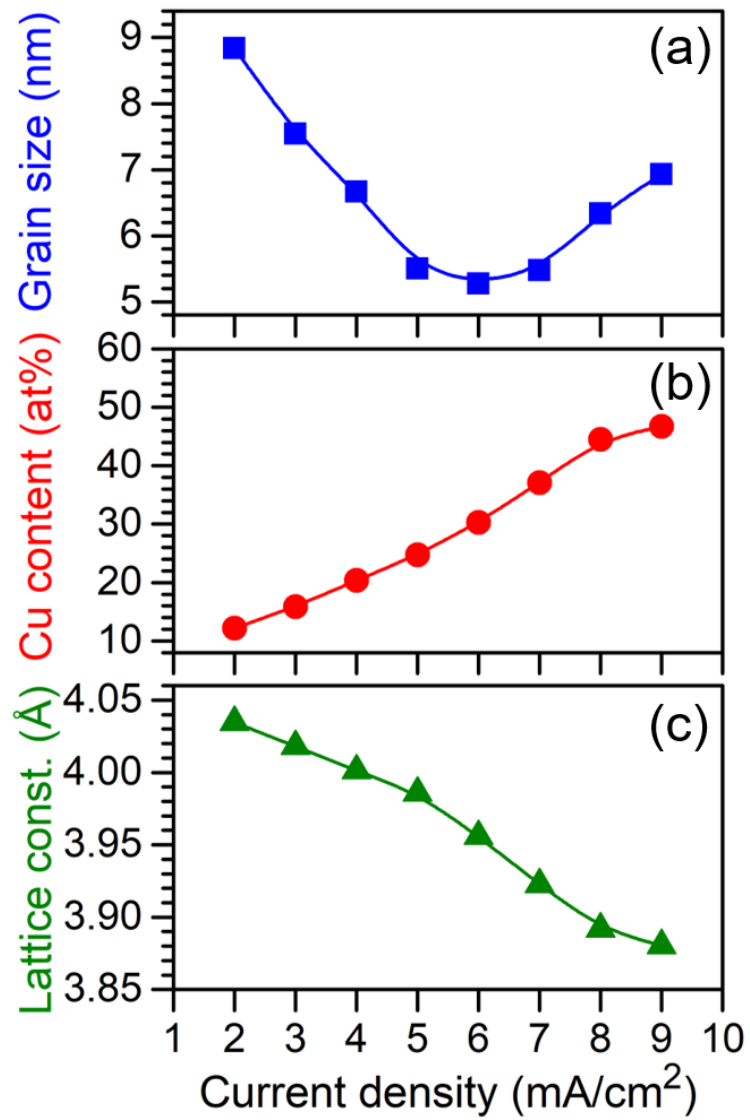 (a)
Grain size (nm)
9
8
7
6
5
(b)
Cu content (at%)
60
50
40
30
20
10
(c)
Lattice const. (Å)
4.05
4.00
3.95
3.90
3.85
1 2 3 4 5 6 7 8 9 10
Current density (mA/cm²)